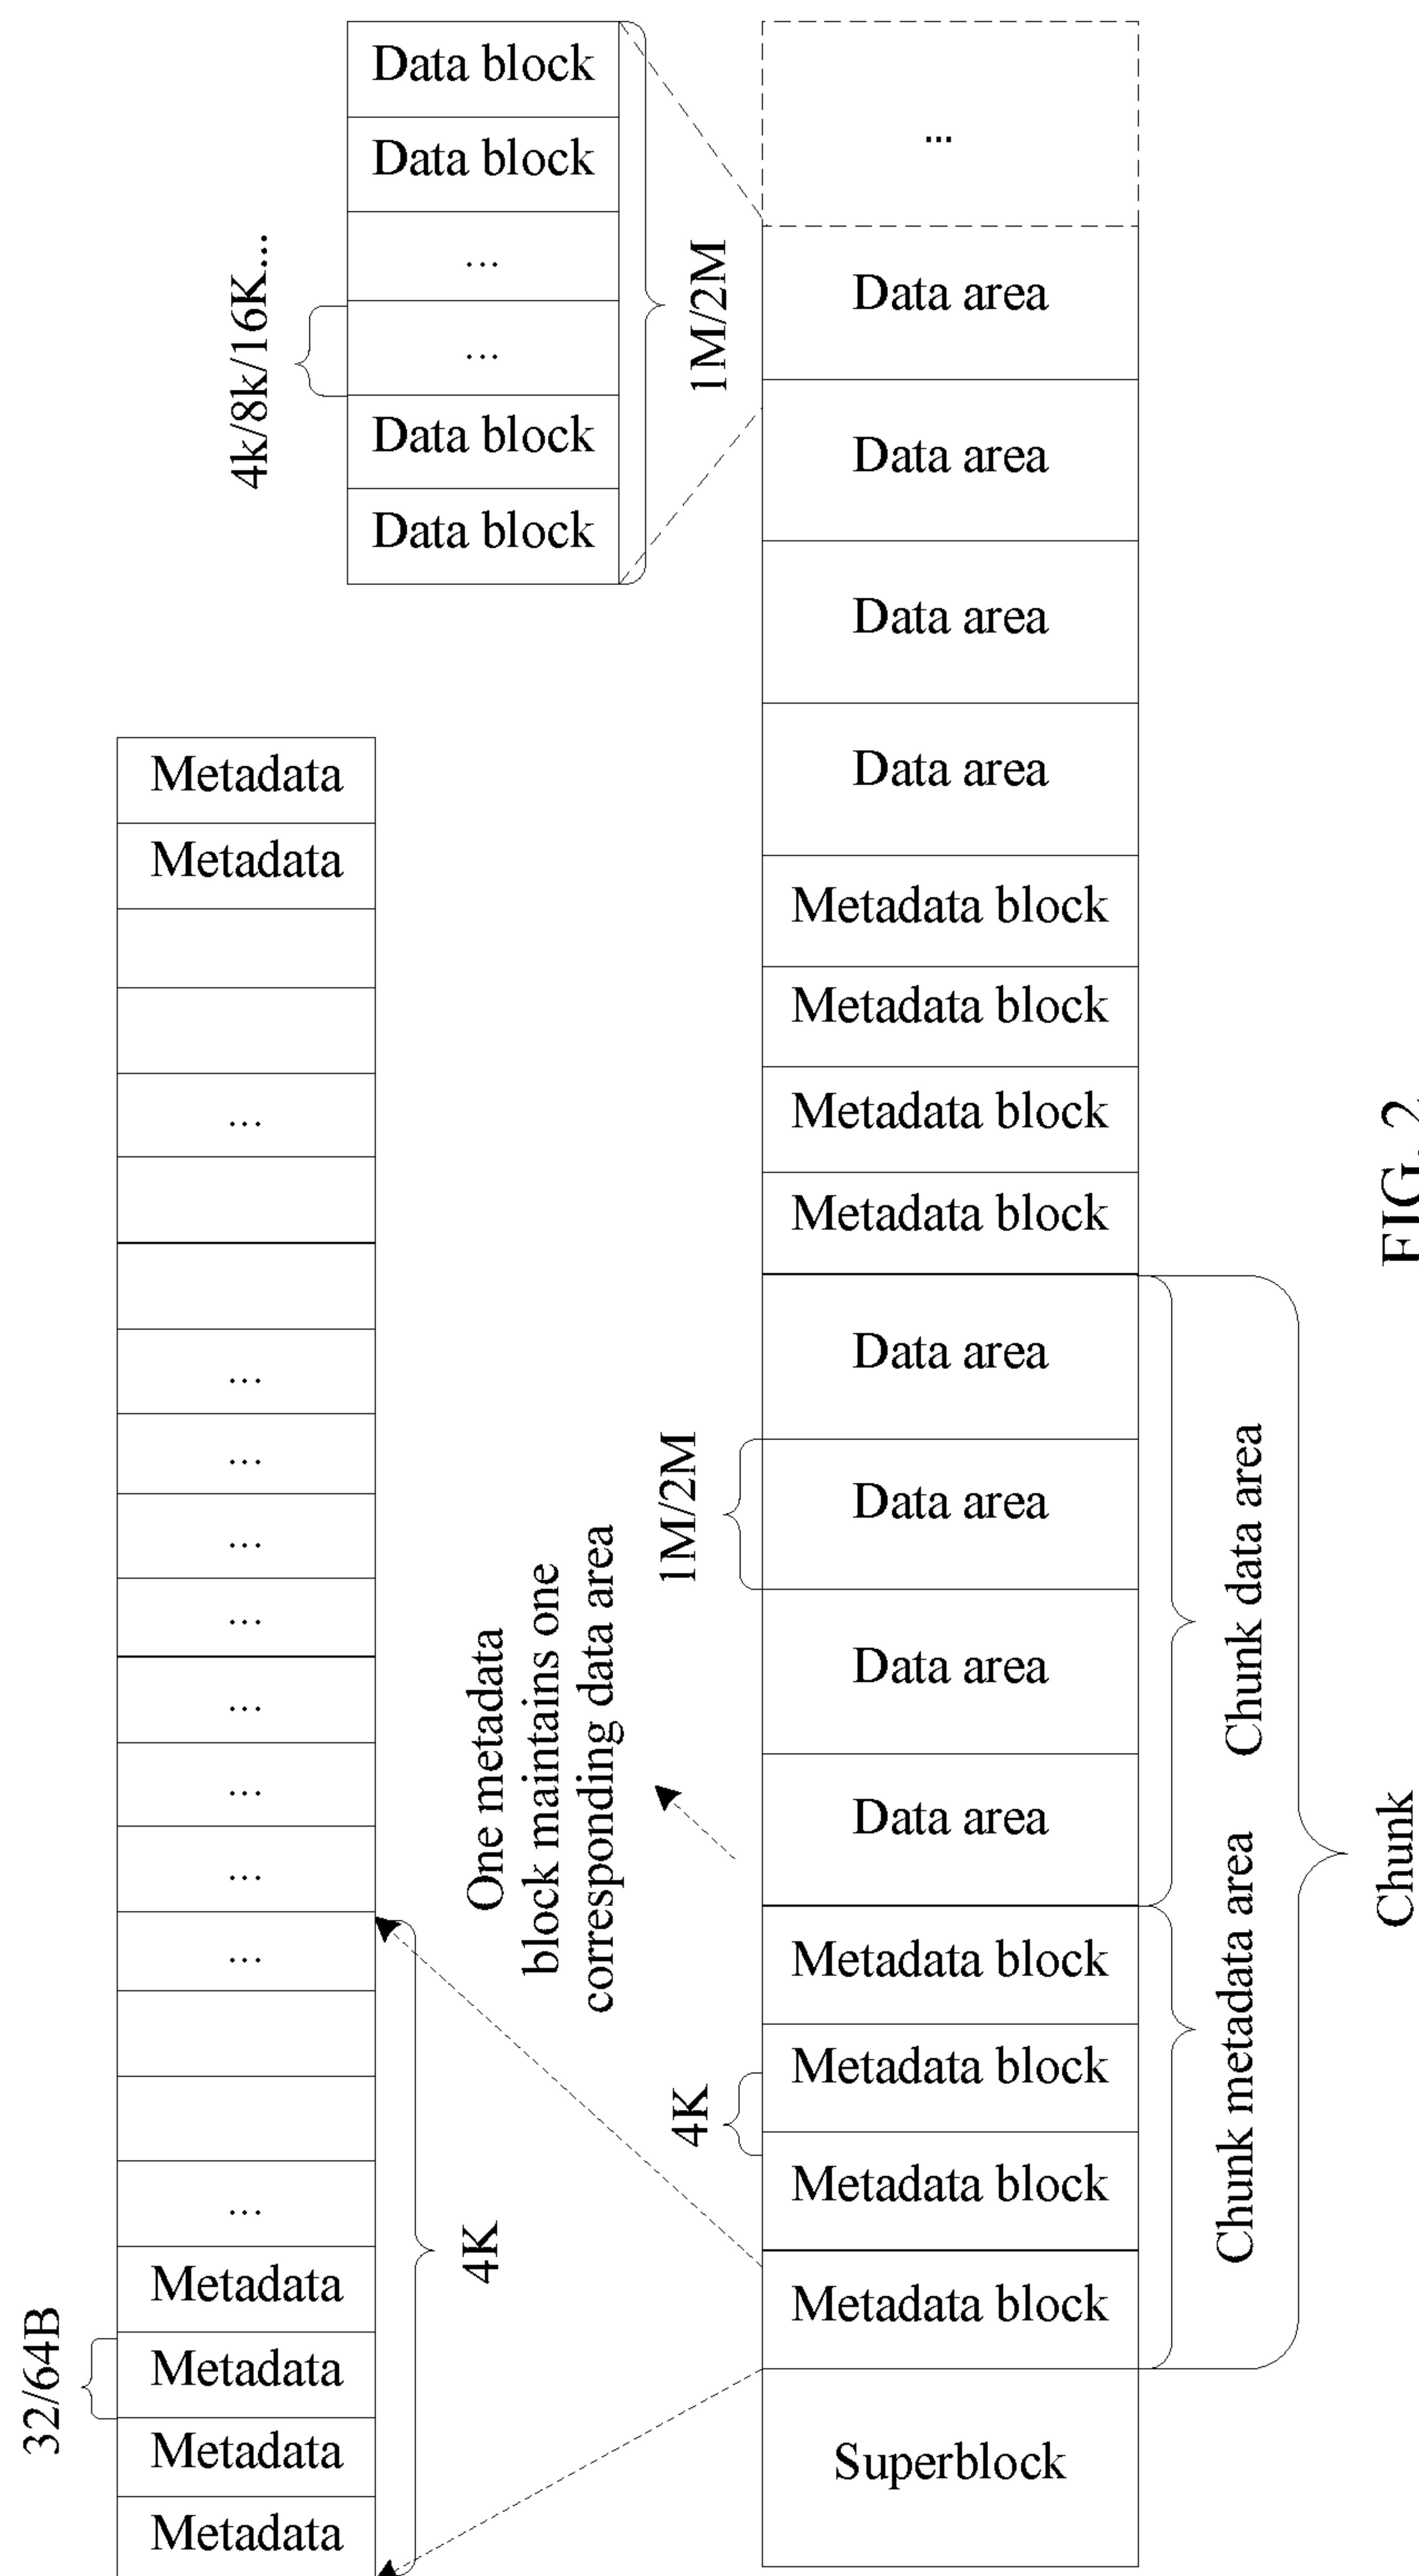 Data block
Data block
...
...
Data block
Data block
4k/8k/16K...
1M/2M
...
Data area
Data area
Data area
Data area
Metadata block
Metadata block
Metadata block
Metadata block
Data area
Data area
Data area
Data area
Metadata block
Metadata block
Metadata block
Metadata block
Superblock
Metadata
Metadata
...
...
...
...
...
...
...
...
...
...
Metadata
Metadata
Metadata
Metadata
32/64B
4K
One metadata
block maintains one
corresponding data area
1M/2M
4K
Chunk data area
Chunk metadata area
Chunk
FIG. 2